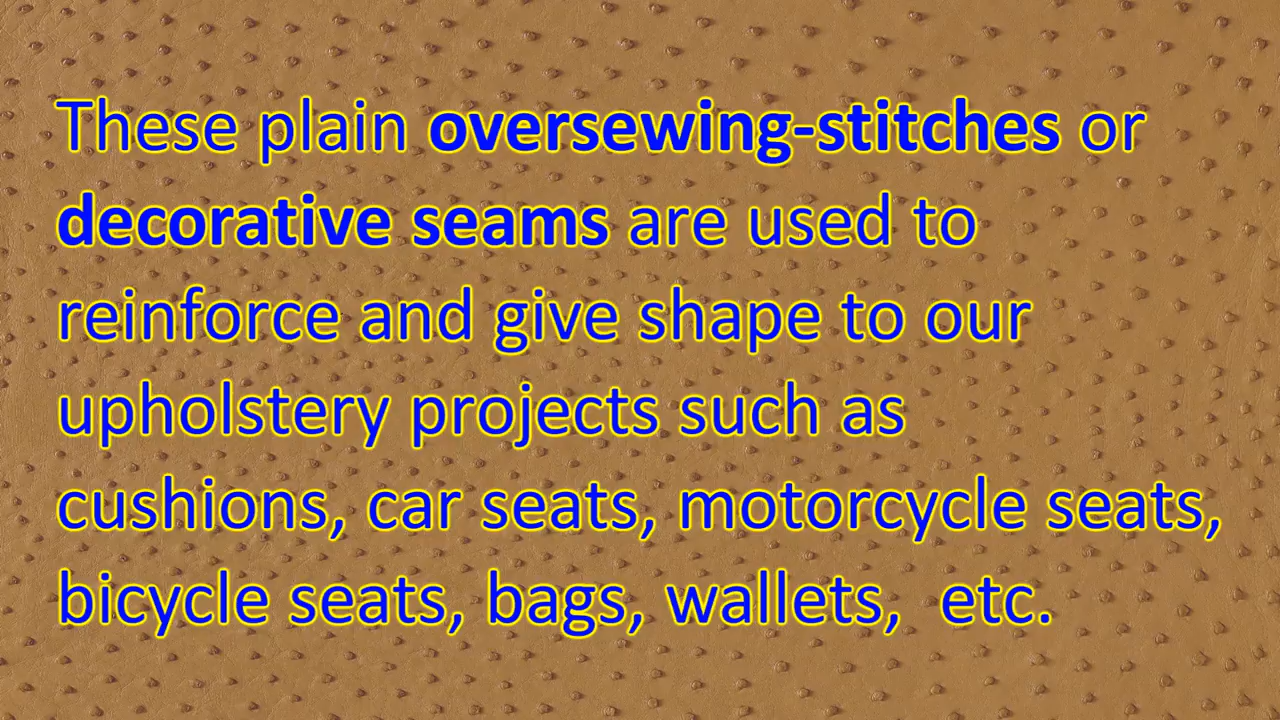 These plain oversewing-stitches or
decorative seams are used to
reinforce and give shape to our
upholstery projects such as
cushions, car seats, motorcycle seats,
bicycle seats, bags, wallets,  etc.